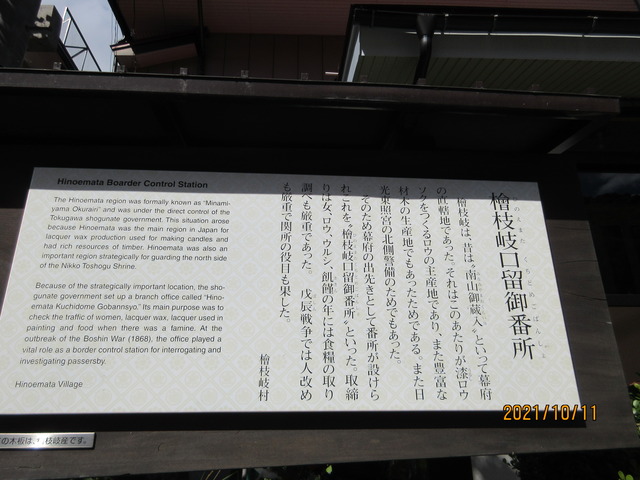 Hinoemata Boarder Control Station
The Hinoemata region was formally known as "Minami-
yama Okurairi" and was under the direct control of the
Tokugawa shogunate government. This situation arose
because Hinoemata was the main region in Japan for
lacquer wax production used for making candles and
had rich resources of timber. Hinoemata was also an
important region strategically for guarding the north side
of the Nikko Toshogu Shrine.
Because of the strategically important location, the sho-
gunate government set up a branch office called "Hino-
emata Kuchidome Gobannsyo." Its main purpose was to
check the traffic of women, lacquer wax, lacquer used in
painting and food when there was a famine. At the
outbreak of the Boshin War (1868), the office played a
vital role as a border control station for interrogating and
investigating passersby.
Hinoemata Village
檜枝岐口留御番所
のえまた くちどめごばんしょ
檜枝岐は、昔は〝南山御蔵入〟といって幕府
の直轄地であった。それはこのあたりが漆ロウ
ソクをつくるロウの主産地であり、また豊富な
材木の生産地でもあったためである。また日
光東照宮の北側警備のためでもあった。
そのため幕府の出先きとして番所が設けら
れこれを〝檜枝岐口留御番所〟といった。取締
りは女、ロウ、ウルシ、飢饉の年には食糧の取り
調べも厳重であった。 戊辰戦争では人改め
も厳重で関所の役目も果した。
檜枝岐村
の木板は、檜枝岐産です。
2021/10/11